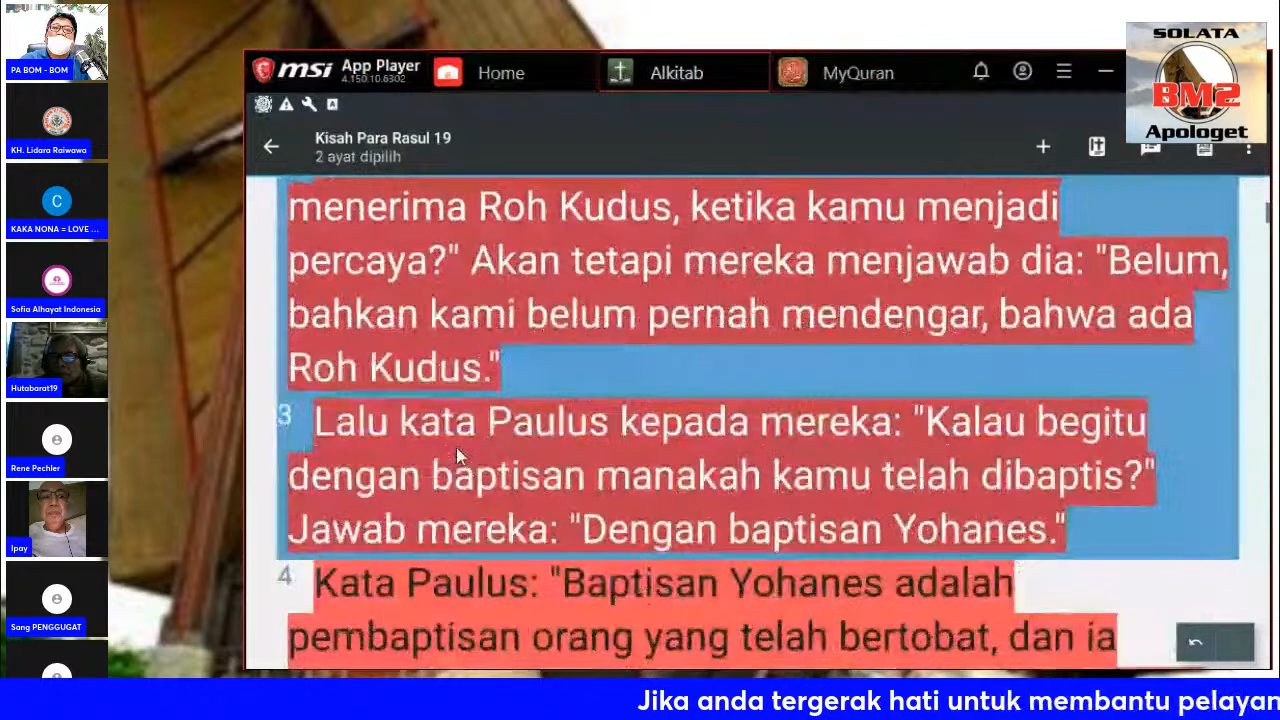 PA BOM - BOM
KH. Lidara Raiwawa
C
KAKA NONA = LOVE ...
Sofia Alhayat Indonesia
Hutabarat19
Rene Pechler
Ipay
Sang PENGGUGAT
msi App Player
4.150.10.6302
Home
Alkitab
MyQuran
SOLATA
BM2
Apologet
Kisah Para Rasul 19
2 ayat dipilih
menerima Roh Kudus, ketika kamu menjadi
percaya?" Akan tetapi mereka menjawab dia: "Belum,
bahkan kami belum pernah mendengar, bahwa ada
Roh Kudus."
3 Lalu kata Paulus kepada mereka: "Kalau begitu
dengan baptisan manakah kamu telah dibaptis?"
Jawab mereka: "Dengan baptisan Yohanes."
4 Kata Paulus: "Baptisan Yohanes adalah
pembaptisan orang yang telah bertobat, dan ia
Jika anda tergerak hati untuk membantu pelayan